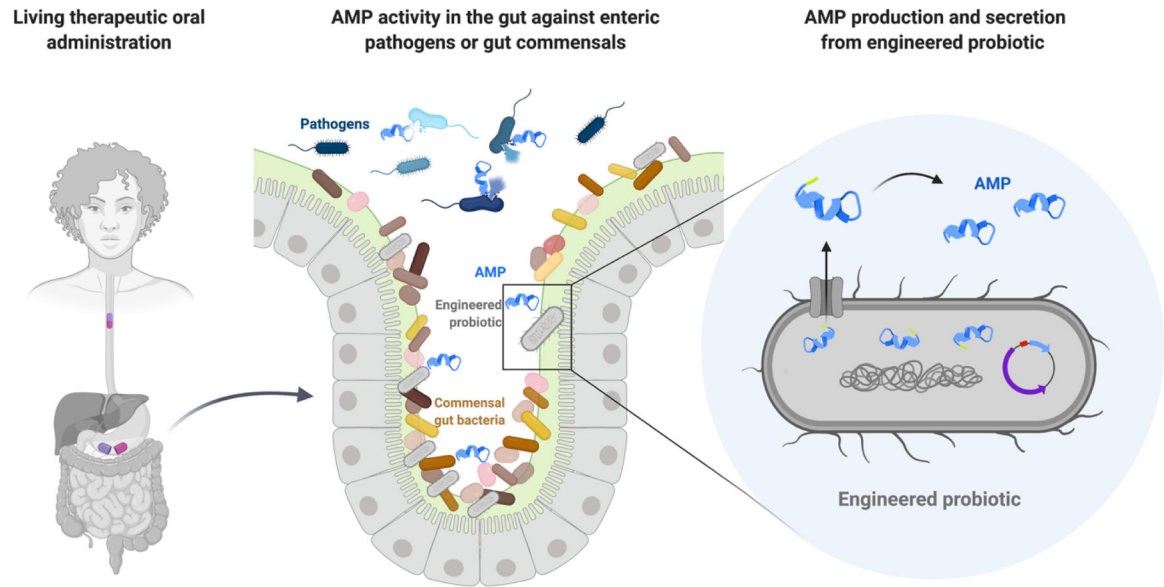 Living therapeutic oral
administration
AMP activity in the gut against enteric
pathogens or gut commensals
AMP production and secretion
from engineered probiotic
Pathogens
AMP
Engineered
probiotic
Commensal
gut bacteria
AMP
Engineered probiotic